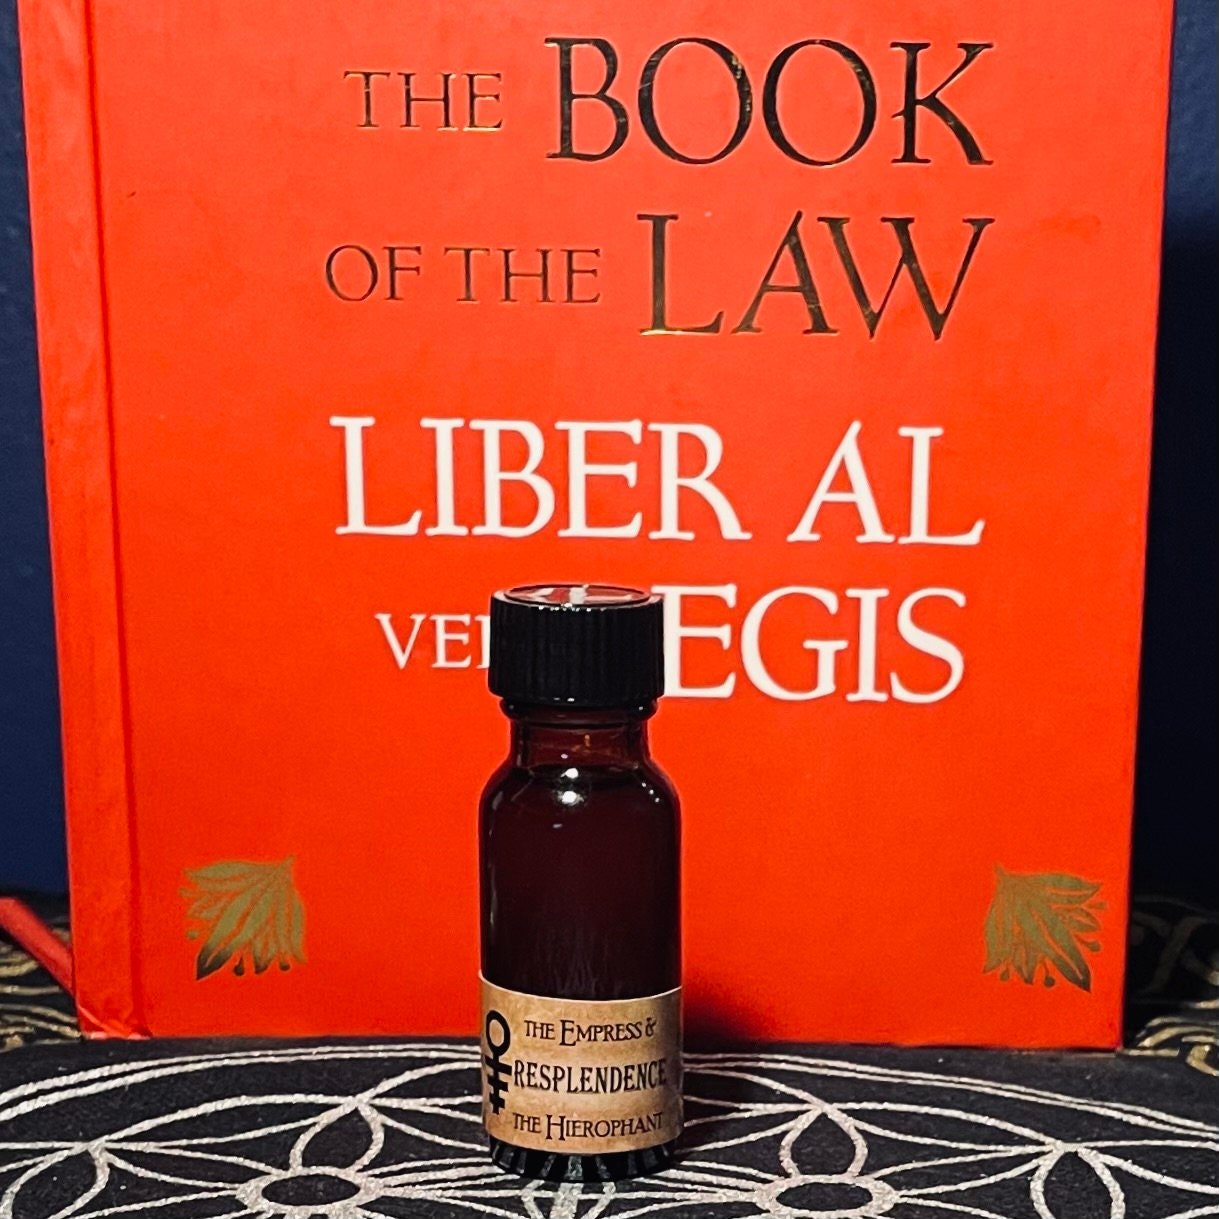 THE BOOK
OF THE LAW
LIBER AL
EGIS
THE EMPRESS &
RESPLENDENCE
THE HIEROPHANT